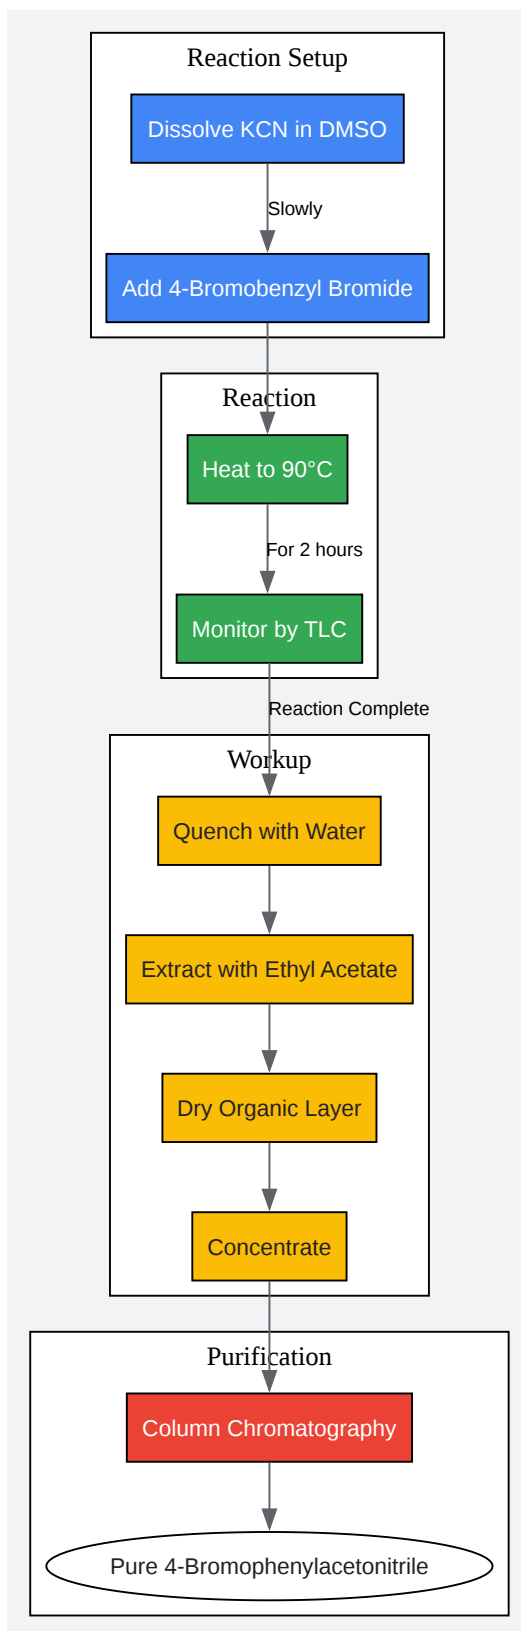 Reaction Setup
Dissolve KCN in DMSO
Slowly
Add 4-Bromobenzyl Bromide
Reaction
Heat to 90°C
For 2 hours
Monitor by TLC
Reaction Complete
Workup
Quench with Water
Extract with Ethyl Acetate
Dry Organic Layer
Concentrate
Purification
Column Chromatography
Pure 4-Bromophenylacetonitrile